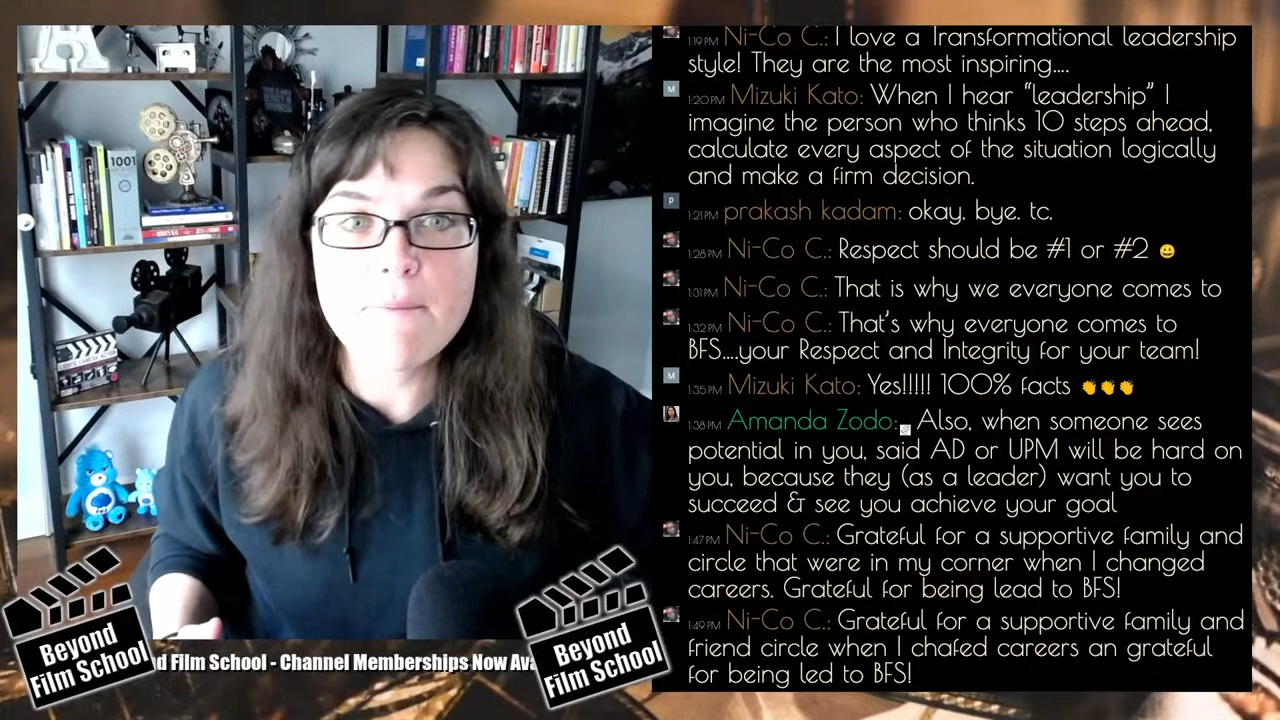 1:19 PM Ni-Co C.: I love a Transformational leadership
style! They are the most inspiring....
M 1:20 PM Mizuki Kato: When I hear "leadership" I
imagine the person who thinks 10 steps ahead,
calculate every aspect of the situation logically
and make a firm decision.
P 1:21 PM prakash kadam: okay. bye. tc.
1:28 PM Ni-Co C.: Respect should be #1 or #2 😀
1:31 PM Ni-Co C.: That is why we everyone comes to
1:32 PM Ni-Co C.: That's why everyone comes to
BFS....your Respect and Integrity for your team!
M 1:35 PM Mizuki Kato: Yes!!!!! 100% facts 👏👏👏
1:38 PM Amanda Zodo: Also, when someone sees
potential in you, said AD or UPM will be hard on
you, because they (as a leader) want you to
succeed & see you achieve your goal
1:47 PM Ni-Co C.: Grateful for a supportive family and
circle that were in my corner when I changed
careers. Grateful for being lead to BFS!
1:49 PM Ni-Co C.: Grateful for a supportive family and
friend circle when I chafed careers an grateful
for being led to BFS!
1001
Beyond
Film School
d Film School - Channel Memberships Now Ava
Beyond
Film School